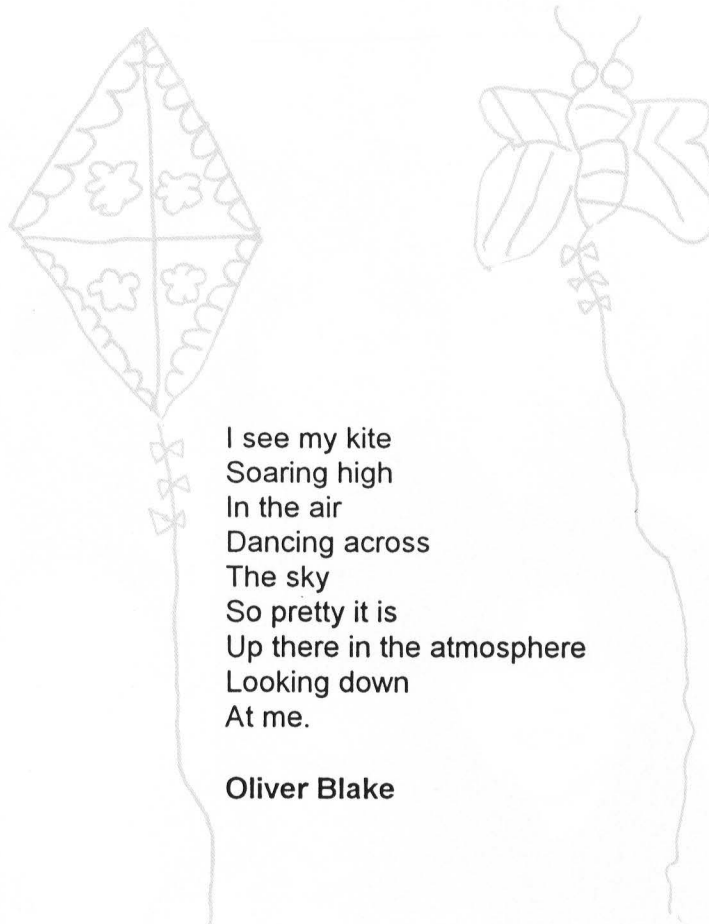 I see my kite
Soaring high
In the air
Dancing across
The sky
So pretty it is
Up there in the atmosphere
Looking down
At me.
Oliver Blake